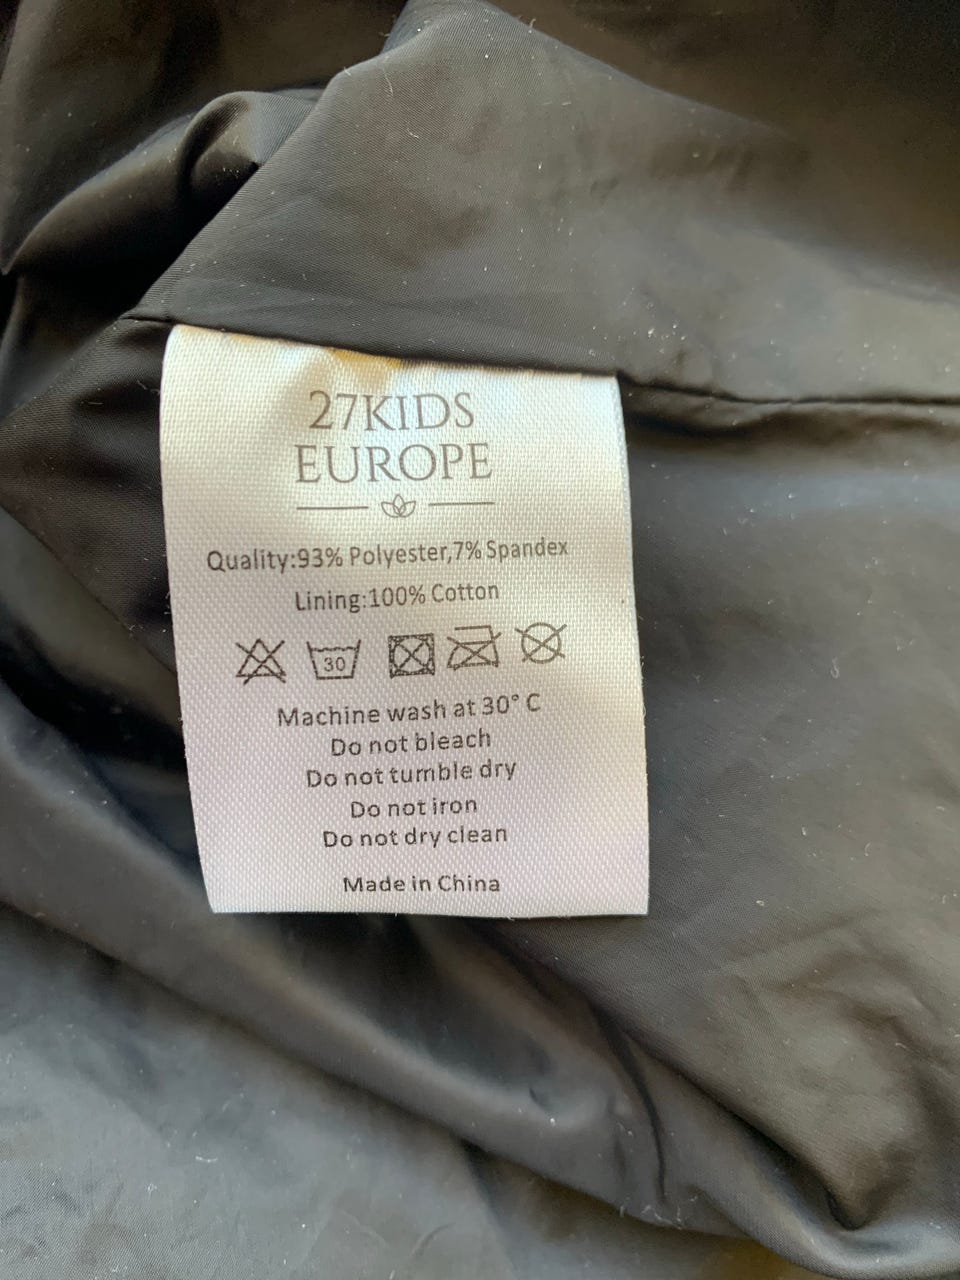 27KIDS
EUROPE
Quality:93% Polyester,7% Spandex
Lining:100% Cotton
30
Machine wash at 30° C
Do not bleach
Do not tumble dry
Do not iron
Do not dry clean
Made in China